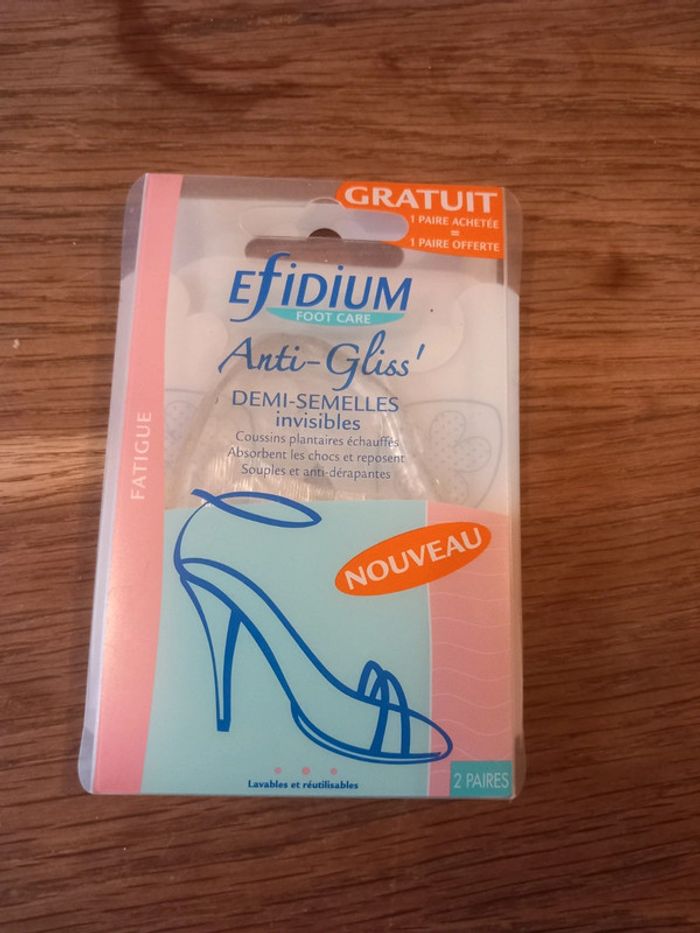 GRATUIT
1 PAIRE ACHETÉE
=
1 PAIRE OFFERTE
EfiDiUM
FOOT CARE
Anti-Gliss'
DEMI-SEMELLES
invisibles
Coussins plantaires échauffés
Absorbent les chocs et reposent
Souples et anti-dérapantes
FATIGUE
NOUVEAU
Lavables et réutilisables
2 PAIRES